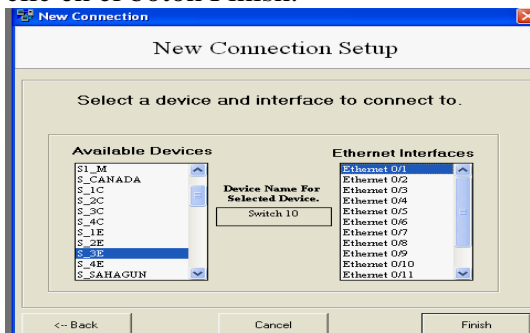 New Connection
New Connection Setup
Select a device and interface to connect to.
Available Devices
S1_M
S_CANADA
S_1C
S_2C
S_3C
S_4C
S_1E
S_2E
S_3E
S_4E
S_SAHAGUN
Device Name For
Selected Device.
Switch 10
Ethernet Interfaces
Ethernet 0/1
Ethernet 0/2
Ethernet 0/3
Ethernet 0/4
Ethernet 0/5
Ethernet 0/6
Ethernet 0/7
Ethernet 0/8
Ethernet 0/9
Ethernet 0/10
Ethernet 0/11
<-- Back
Cancel
Finish